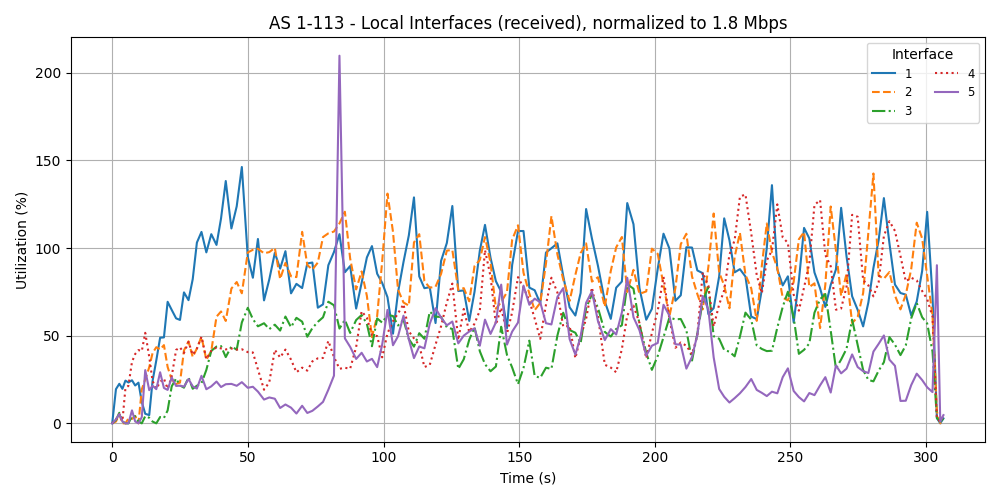 AS 1-113 - Local Interfaces (received), normalized to 1.8 Mbps
Interface
1
2
3
4
5
Utilization (%)
200
150
100
50
0
0 50 100 150 200 250 300
Time (s)